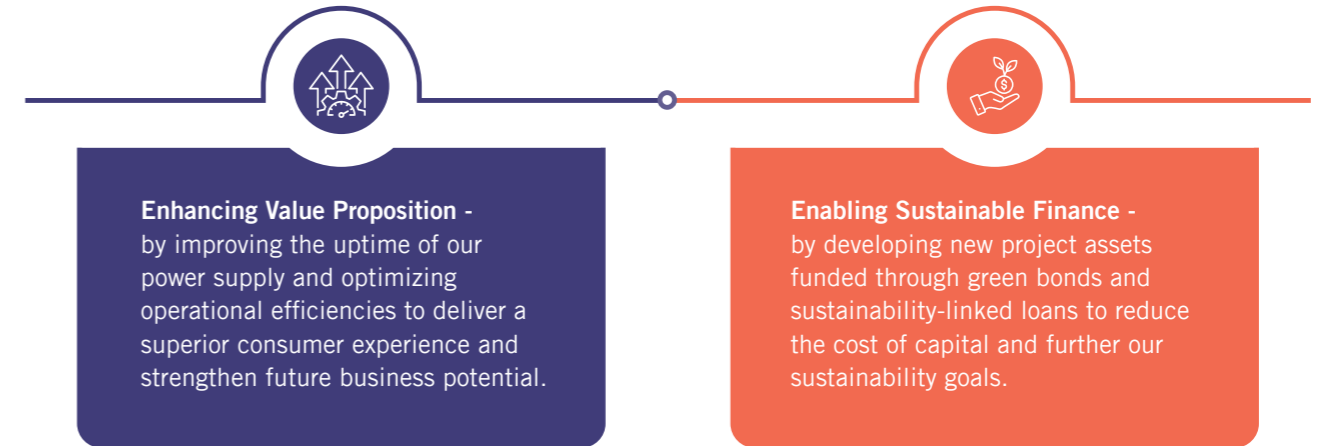 Enhancing Value Proposition -
by improving the uptime of our
power supply and optimizing
operational efficiencies to deliver a
superior consumer experience and
strengthen future business potential.
Enabling Sustainable Finance -
by developing new project assets
funded through green bonds and
sustainability-linked loans to reduce
the cost of capital and further our
sustainability goals.